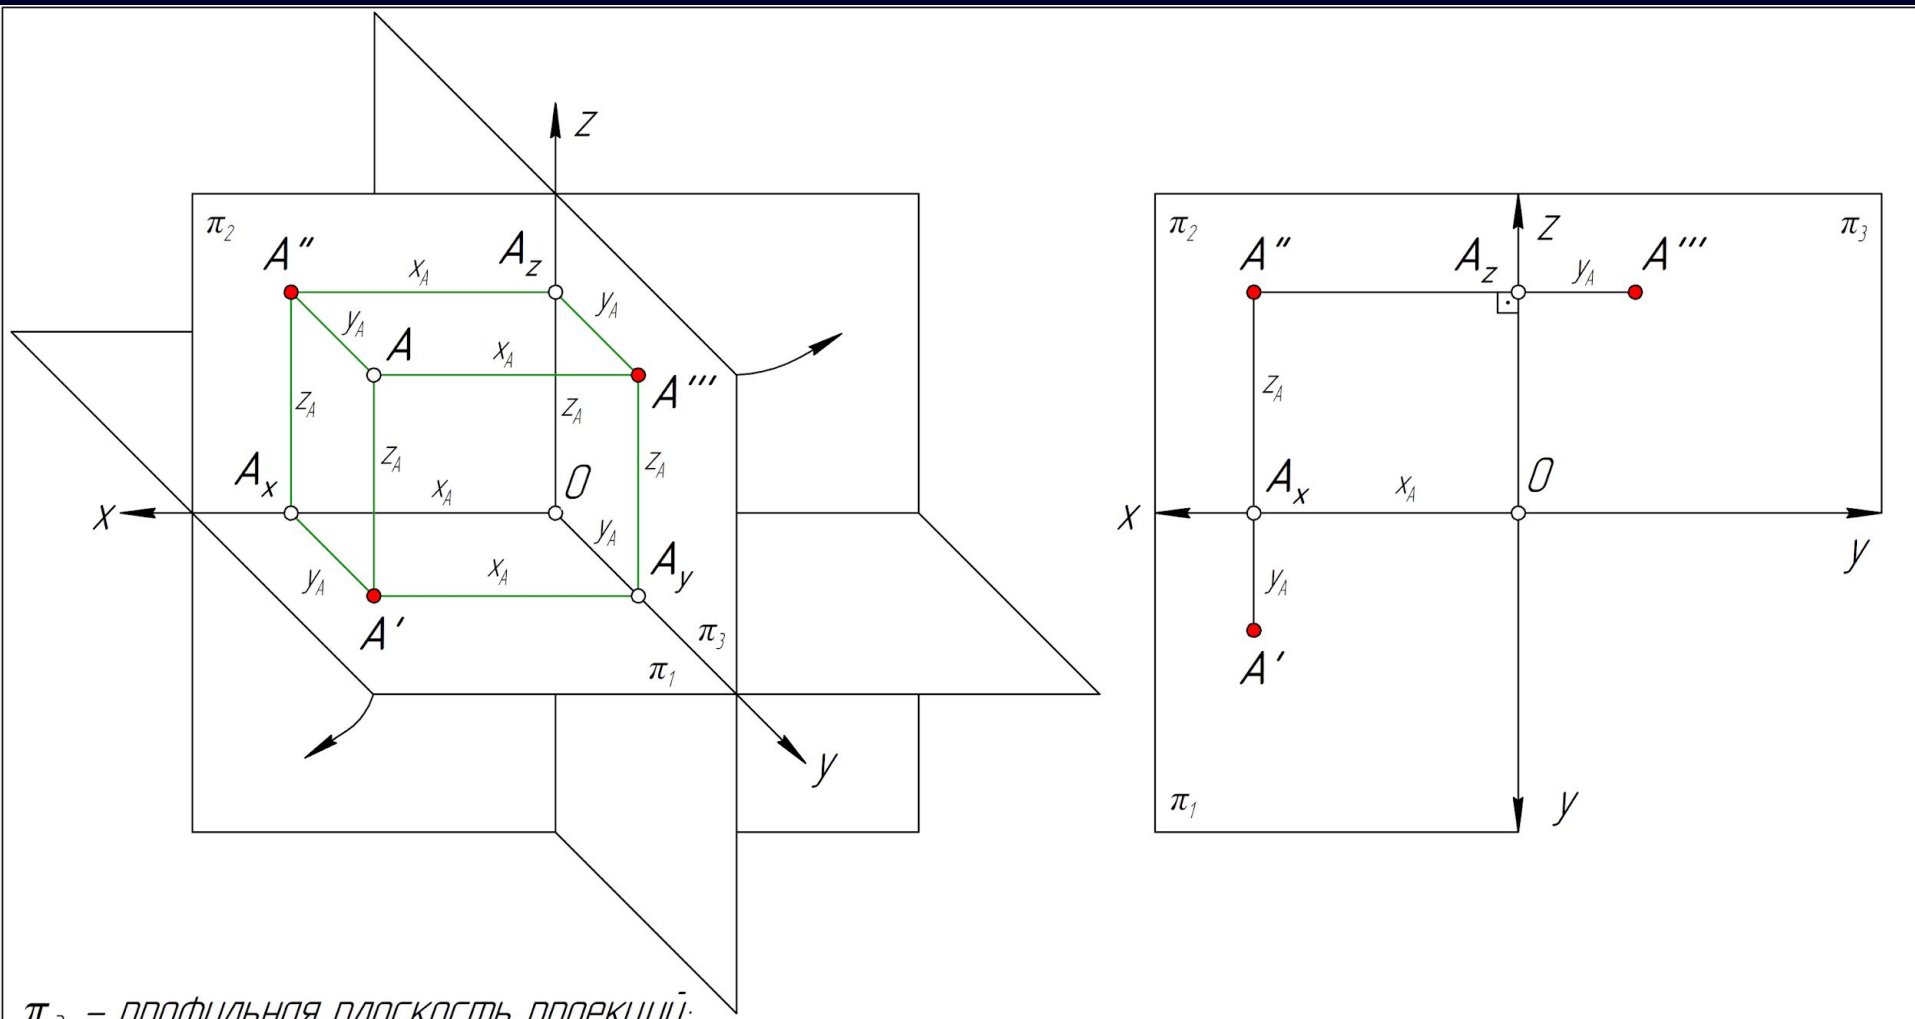 z
π₂
A″
x_A
A_z
y_A
y_A
A
x_A
A‴
z_A
z_A
z_A
z_A
A_x
x_A
O
x
y_A
A_y
y_A
x_A
A′
π₃
π₁
y
π₂
z
π₃
A″
A_z
y_A
A‴
z_A
A_x
x_A
O
x
y
y_A
A′
π₁
y
π₃ – профильная плоскость проекций;